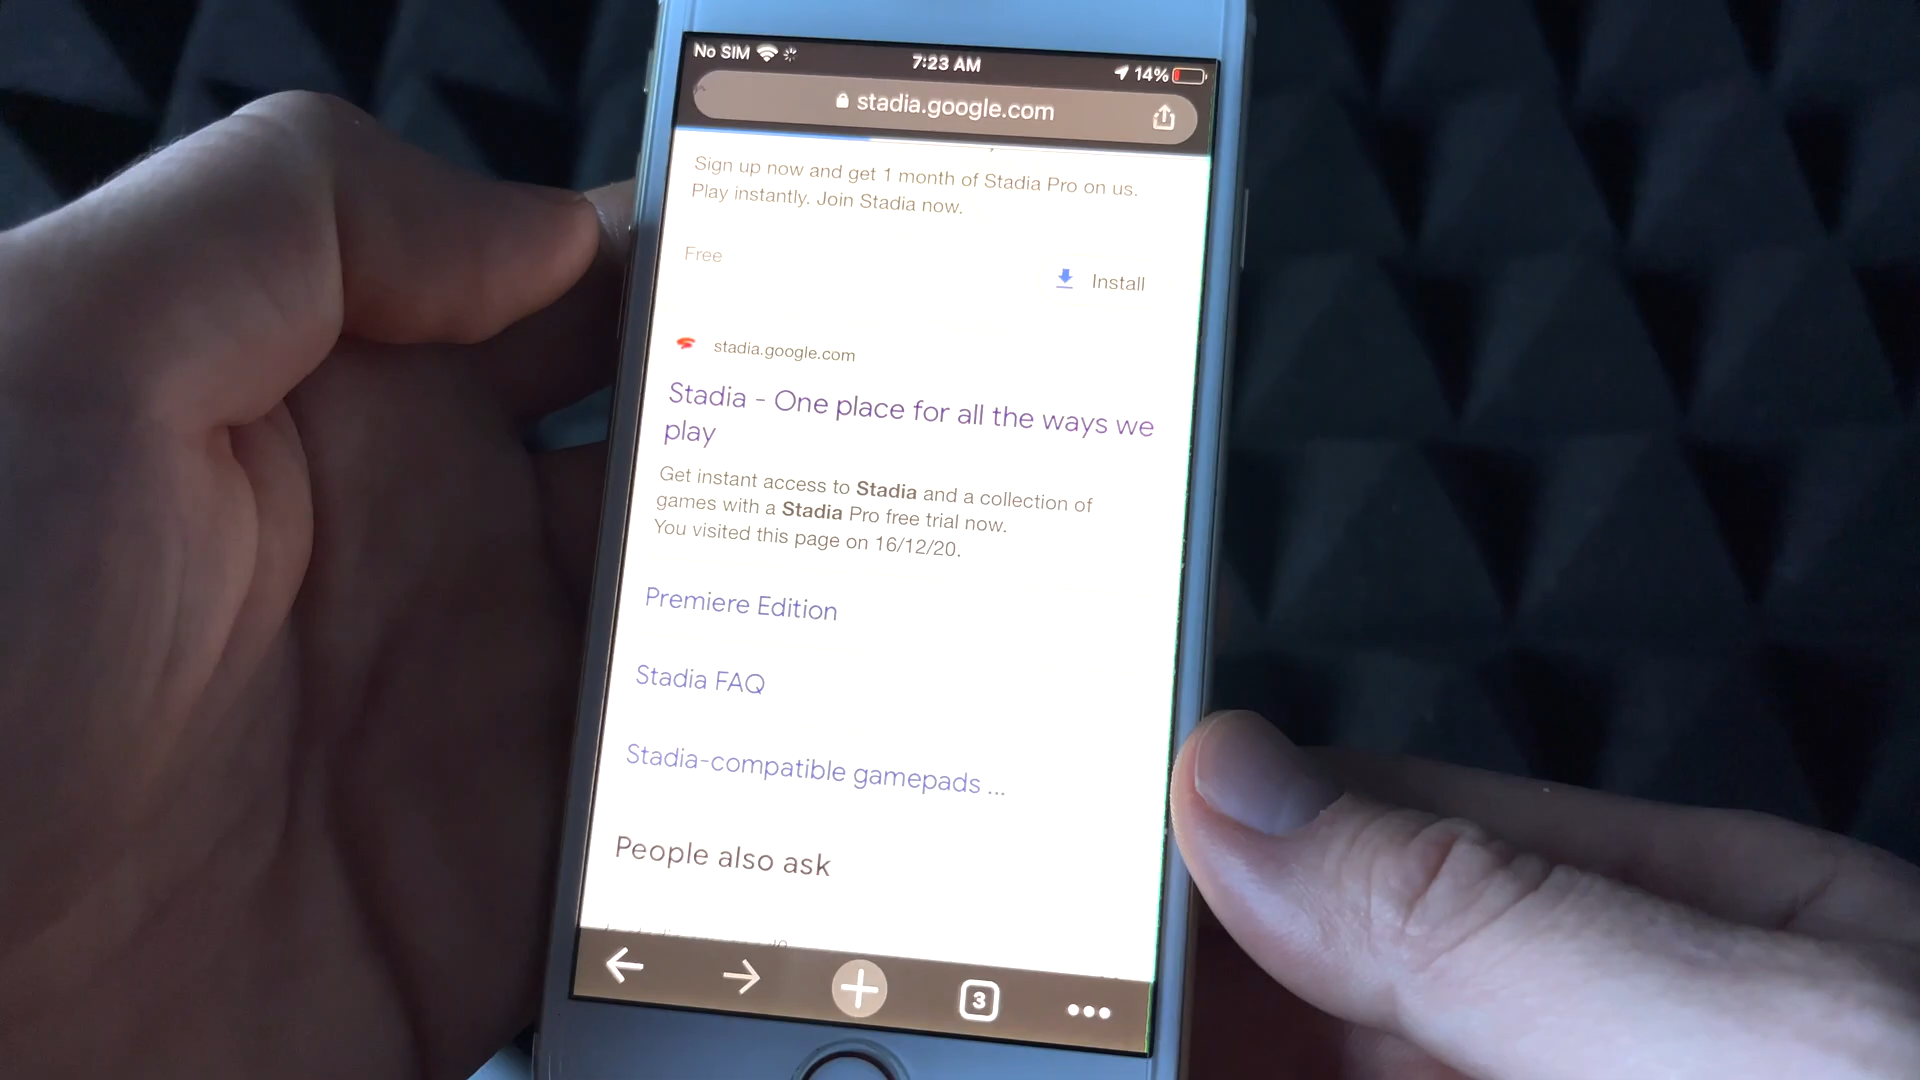 No SIM 7:23 AM 14%
stadia.google.com
Sign up now and get 1 month of Stadia Pro on us.
Play instantly. Join Stadia now.
Free
Install
stadia.google.com
Stadia - One place for all the ways we
play
Get instant access to Stadia and a collection of
games with a Stadia Pro free trial now.
You visited this page on 16/12/20.
Premiere Edition
Stadia FAQ
Stadia-compatible gamepads ...
People also ask
3